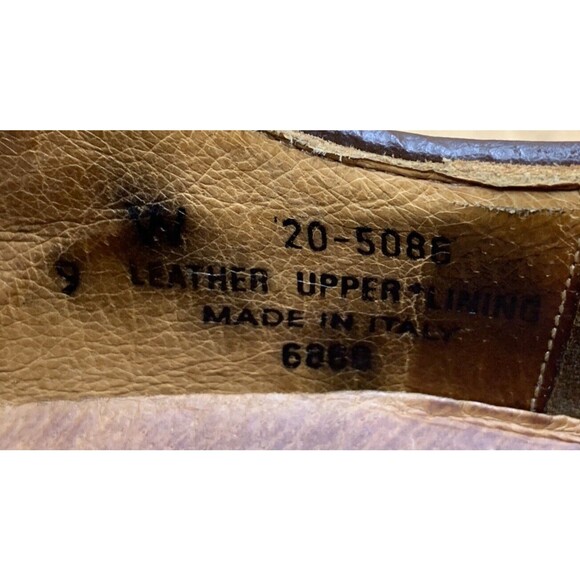 20-5086
9 LEATHER UPPER+LINING
MADE IN ITALY
6868